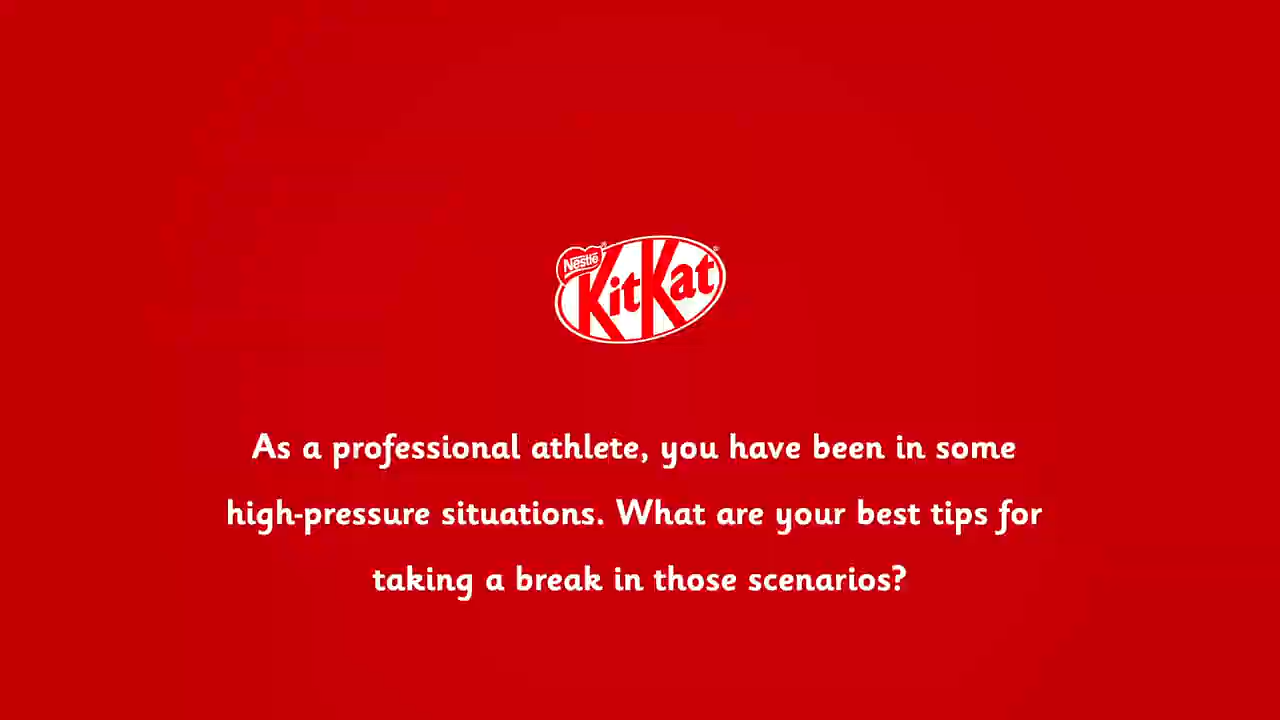 Nestlé
KitKat
As a professional athlete, you have been in some
high-pressure situations. What are your best tips for
taking a break in those scenarios?